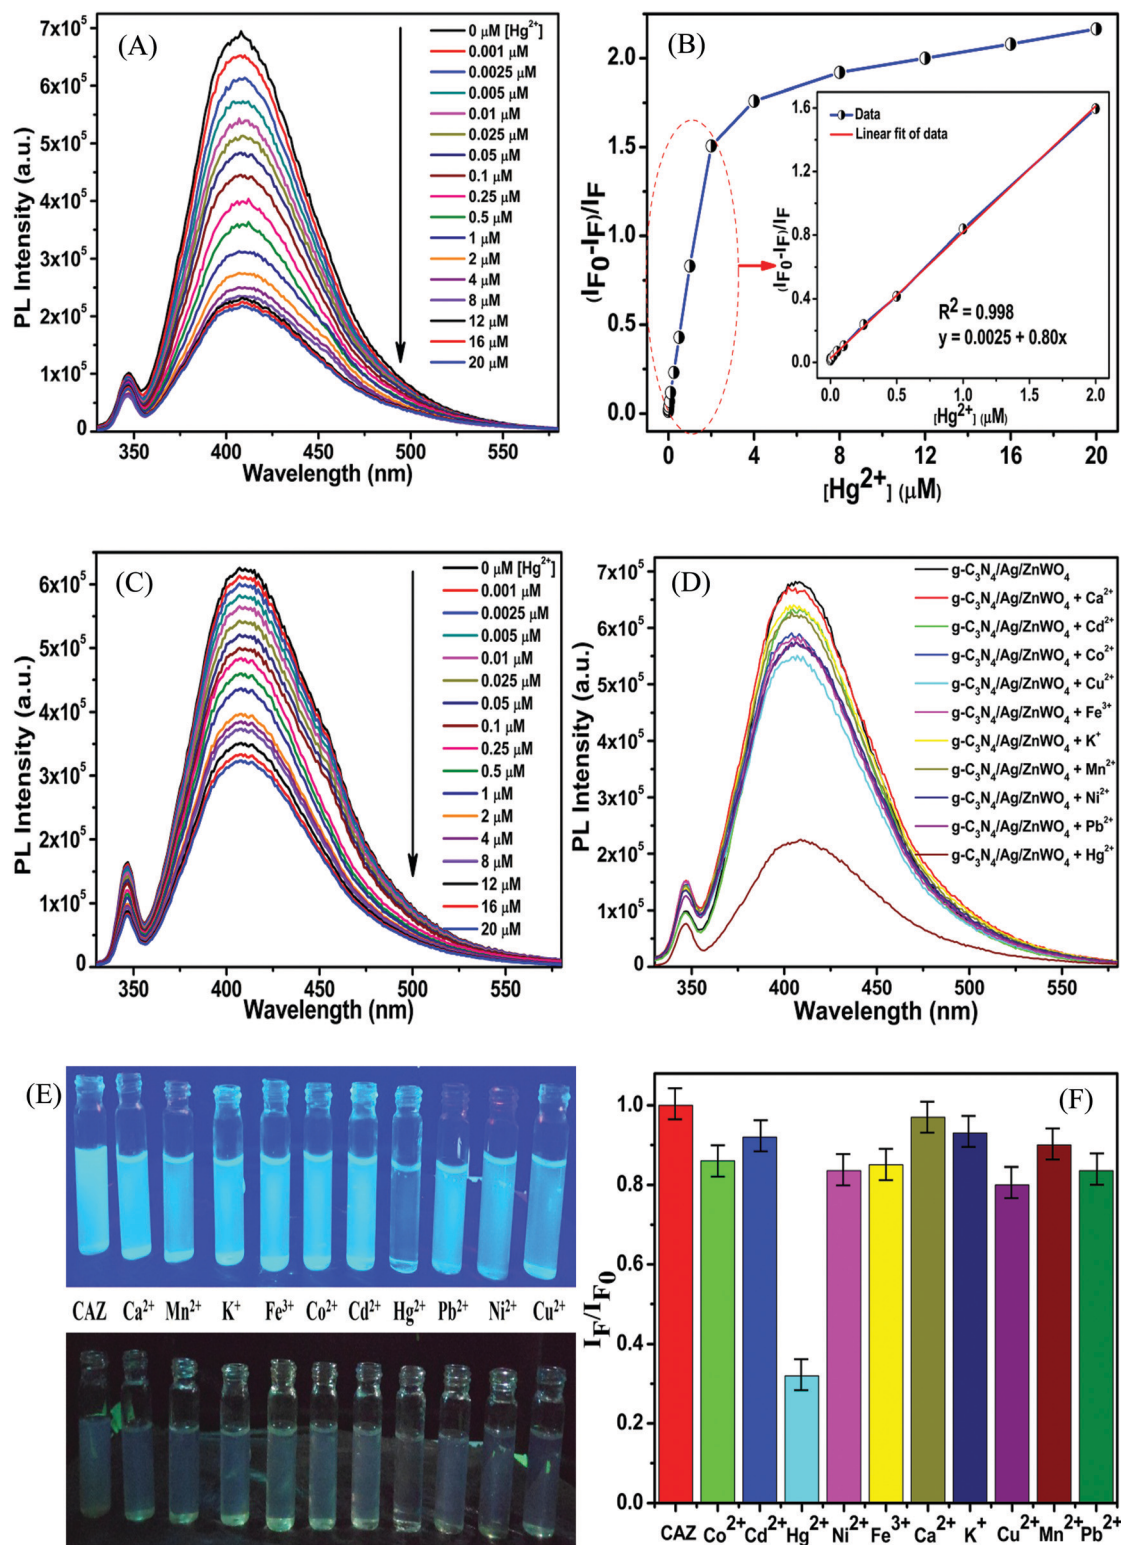 (A)
PL Intensity (a.u.)
7x10⁵
6x10⁵
5x10⁵
4x10⁵
3x10⁵
2x10⁵
1x10⁵
0
350 400 450 500 550
Wavelength (nm)
0 μM [Hg²⁺]
0.001 μM
0.0025 μM
0.005 μM
0.01 μM
0.025 μM
0.05 μM
0.1 μM
0.25 μM
0.5 μM
1 μM
2 μM
4 μM
8 μM
12 μM
16 μM
20 μM
(B)
(I_F0-I_F)/I_F
2.0
1.5
1.0
0.5
0.0
0 4 8 12 16 20
[Hg²⁺] (μM)
Data
Linear fit of data
(I_F0-I_F)/I_F
1.6
1.2
0.8
0.4
0.0
R² = 0.998
y = 0.0025 + 0.80x
0.0 0.5 1.0 1.5 2.0
[Hg²⁺] (μM)
(C)
PL Intensity (a.u.)
6x10⁵
5x10⁵
4x10⁵
3x10⁵
2x10⁵
1x10⁵
0
350 400 450 500 550
Wavelength (nm)
0 μM [Hg²⁺]
0.001 μM
0.0025 μM
0.005 μM
0.01 μM
0.025 μM
0.05 μM
0.1 μM
0.25 μM
0.5 μM
1 μM
2 μM
4 μM
8 μM
12 μM
16 μM
20 μM
(D)
PL Intensity (a.u.)
7x10⁵
6x10⁵
5x10⁵
4x10⁵
3x10⁵
2x10⁵
1x10⁵
0
350 400 450 500 550
Wavelength (nm)
g-C₃N₄/Ag/ZnWO₄
g-C₃N₄/Ag/ZnWO₄ + Ca²⁺
g-C₃N₄/Ag/ZnWO₄ + Cd²⁺
g-C₃N₄/Ag/ZnWO₄ + Co²⁺
g-C₃N₄/Ag/ZnWO₄ + Cu²⁺
g-C₃N₄/Ag/ZnWO₄ + Fe³⁺
g-C₃N₄/Ag/ZnWO₄ + K⁺
g-C₃N₄/Ag/ZnWO₄ + Mn²⁺
g-C₃N₄/Ag/ZnWO₄ + Ni²⁺
g-C₃N₄/Ag/ZnWO₄ + Pb²⁺
g-C₃N₄/Ag/ZnWO₄ + Hg²⁺
(E)
CAZ Ca²⁺ Mn²⁺ K⁺ Fe³⁺ Co²⁺ Cd²⁺ Hg²⁺ Pb²⁺ Ni²⁺ Cu²⁺
(F)
I_F/I_F0
1.0
0.8
0.6
0.4
0.2
0.0
CAZ Co²⁺ Cd²⁺ Hg²⁺ Ni²⁺ Fe³⁺ Ca²⁺ K⁺ Cu²⁺ Mn²⁺ Pb²⁺